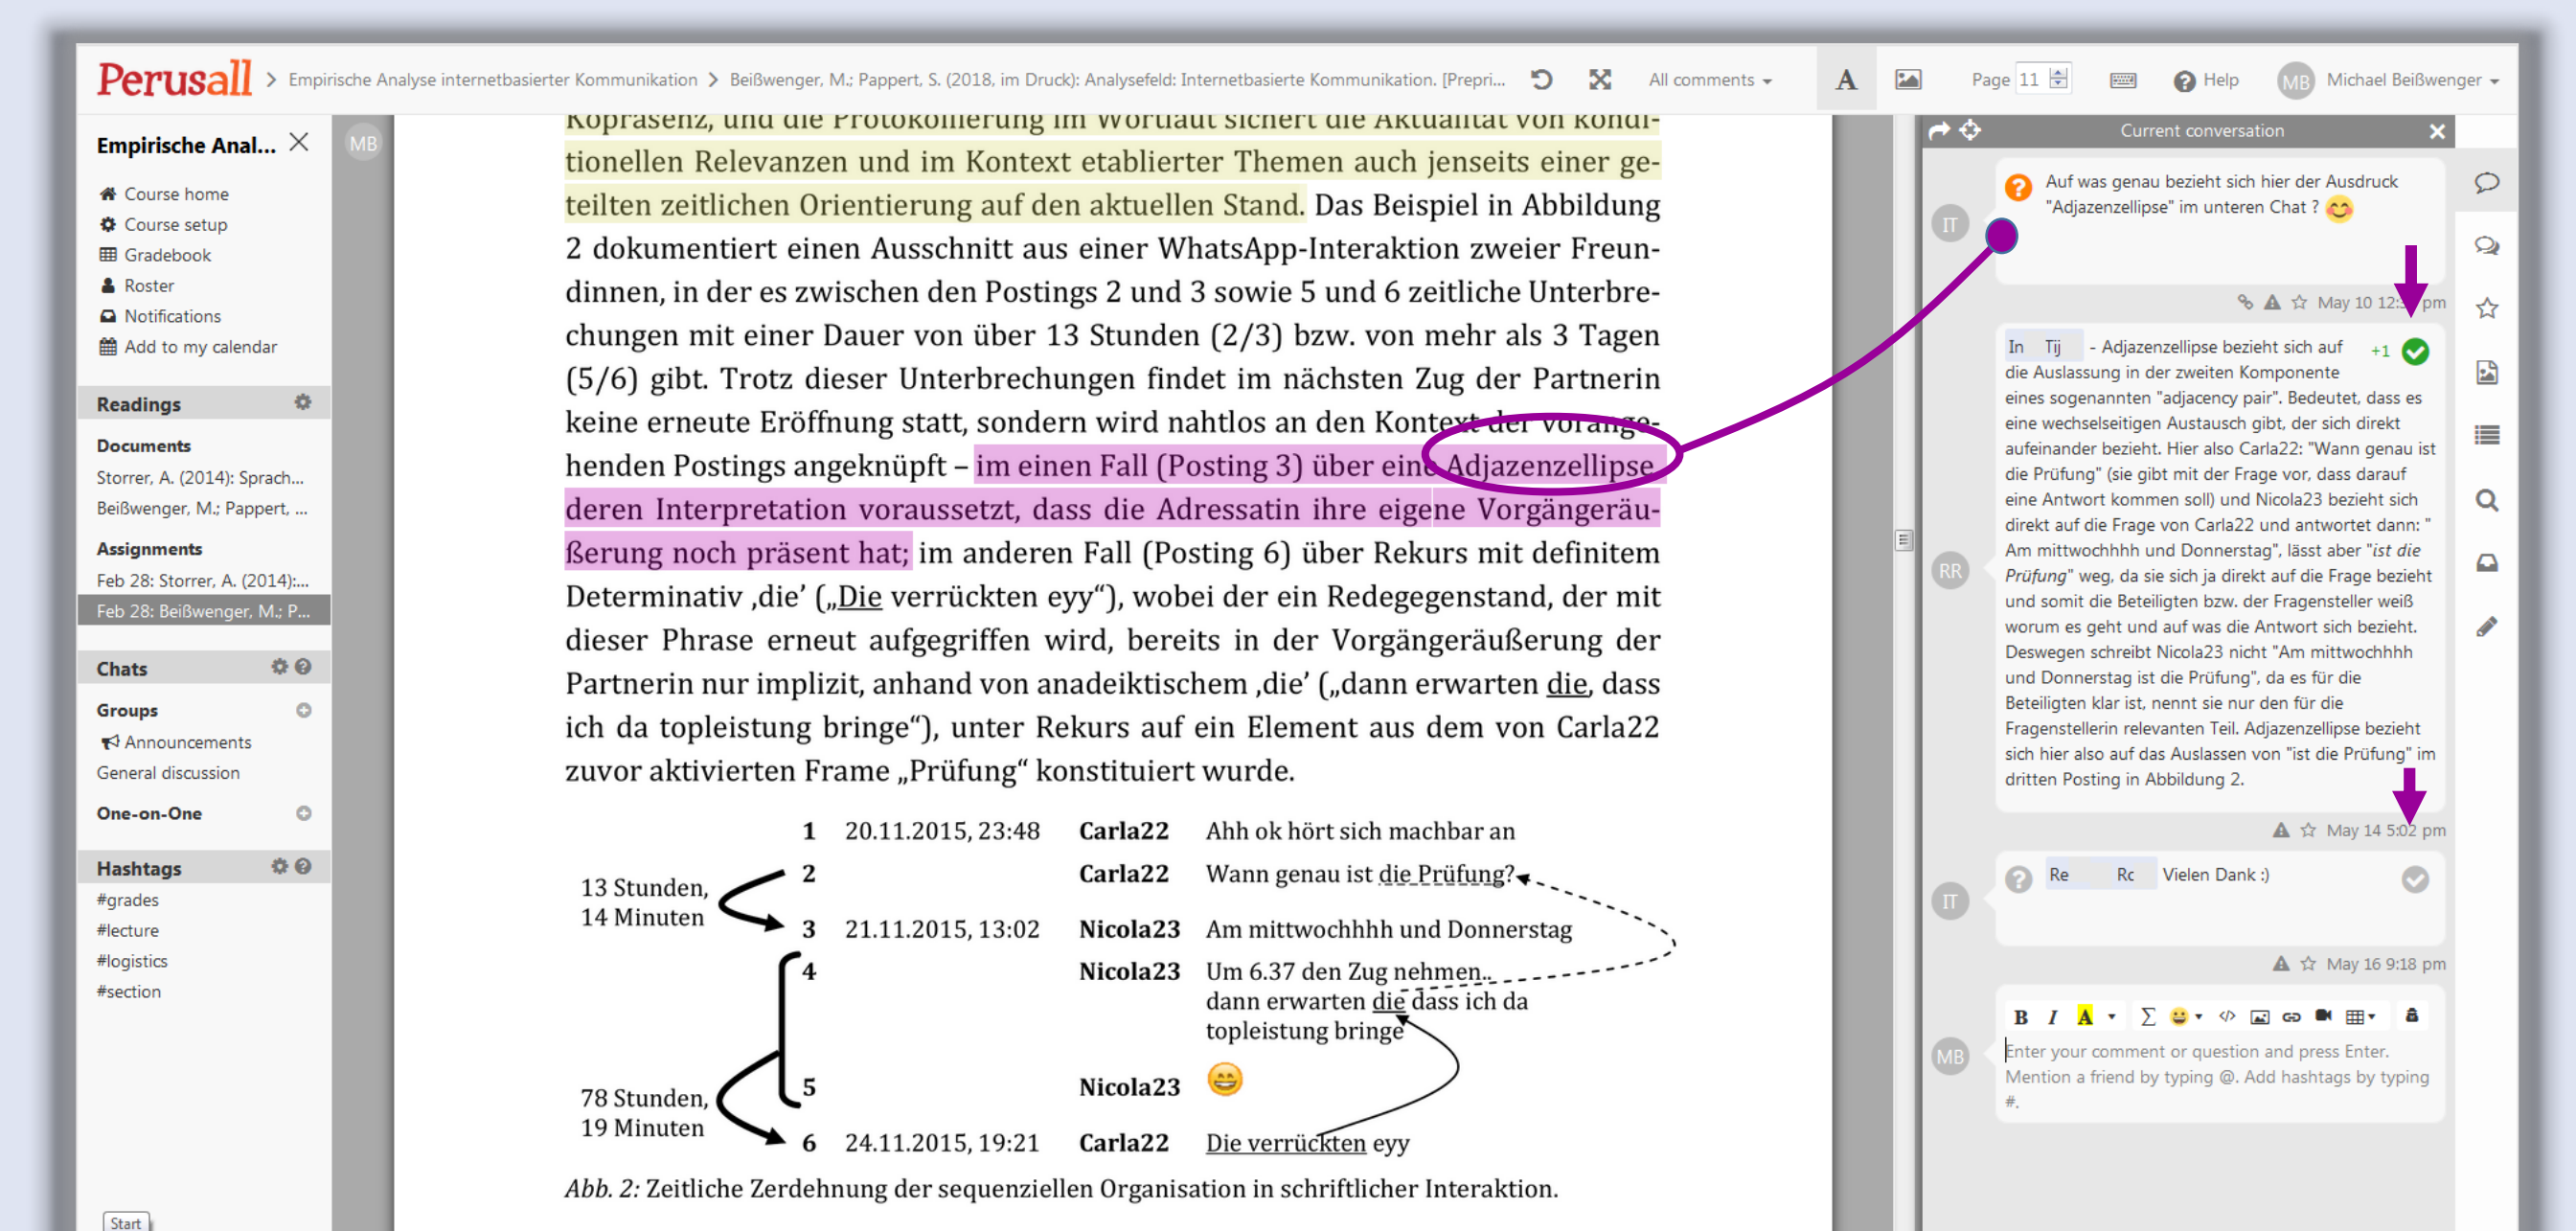 Perusall > Empirische Analyse internetbasierter Kommunikation > Beißwenger, M.; Pappert, S. (2018, im Druck): Analysefeld: Internetbasierte Kommunikation. [Prepri... All comments A Page 11 Help MB Michael Beißwenger
Empirische Anal...
Course home
Course setup
Gradebook
Roster
Notifications
Add to my calendar
Readings
Documents
Storrer, A. (2014): Sprach...
Beißwenger, M.; Pappert, ...
Assignments
Feb 28: Storrer, A. (2014):...
Feb 28: Beißwenger, M.; P...
Chats
Groups
Announcements
General discussion
One-on-One
Hashtags
#grades
#lecture
#logistics
#section
Start
MB
Kopräsenz, und die Protokollierung im Wortlaut sichert die Aktualität von kondi-
tionellen Relevanzen und im Kontext etablierter Themen auch jenseits einer ge-
teilten zeitlichen Orientierung auf den aktuellen Stand. Das Beispiel in Abbildung
2 dokumentiert einen Ausschnitt aus einer WhatsApp-Interaktion zweier Freun-
dinnen, in der es zwischen den Postings 2 und 3 sowie 5 und 6 zeitliche Unterbre-
chungen mit einer Dauer von über 13 Stunden (2/3) bzw. von mehr als 3 Tagen
(5/6) gibt. Trotz dieser Unterbrechungen findet im nächsten Zug der Partnerin
keine erneute Eröffnung statt, sondern wird nahtlos an den Kontext der vorange-
henden Postings angeknüpft – im einen Fall (Posting 3) über eine Adjazenzellipse,
deren Interpretation voraussetzt, dass die Adressatin ihre eigene Vorgängeräu-
ßerung noch präsent hat; im anderen Fall (Posting 6) über Rekurs mit definitem
Determinativ ‚die’ („Die verrückten eyy“), wobei der ein Redegegenstand, der mit
dieser Phrase erneut aufgegriffen wird, bereits in der Vorgängeräußerung der
Partnerin nur implizit, anhand von anadeiktischem ‚die’ („dann erwarten die, dass
ich da topleistung bringe“), unter Rekurs auf ein Element aus dem von Carla22
zuvor aktivierten Frame „Prüfung“ konstituiert wurde.
1 20.11.2015, 23:48 Carla22 Ahh ok hört sich machbar an
2 Carla22 Wann genau ist die Prüfung?
13 Stunden,
14 Minuten
3 21.11.2015, 13:02 Nicola23 Am mittwochhhh und Donnerstag
4 Nicola23 Um 6.37 den Zug nehmen..
dann erwarten die dass ich da
topleistung bringe
5 Nicola23 😄
78 Stunden,
19 Minuten
6 24.11.2015, 19:21 Carla22 Die verrückten eyy
Abb. 2: Zeitliche Zerdehnung der sequenziellen Organisation in schriftlicher Interaktion.
Current conversation
IT
Auf was genau bezieht sich hier der Ausdruck
"Adjazenzellipse" im unteren Chat ? 😊
May 10 12: pm
RR
In Tij - Adjazenzellipse bezieht sich auf +1
die Auslassung in der zweiten Komponente
eines sogenannten "adjacency pair". Bedeutet, dass es
eine wechselseitigen Austausch gibt, der sich direkt
aufeinander bezieht. Hier also Carla22: "Wann genau ist
die Prüfung" (sie gibt mit der Frage vor, dass darauf
eine Antwort kommen soll) und Nicola23 bezieht sich
direkt auf die Frage von Carla22 und antwortet dann: "
Am mittwochhhh und Donnerstag", lässt aber "ist die
Prüfung" weg, da sie sich ja direkt auf die Frage bezieht
und somit die Beteiligten bzw. der Fragensteller weiß
worum es geht und auf was die Antwort sich bezieht.
Deswegen schreibt Nicola23 nicht "Am mittwochhhh
und Donnerstag ist die Prüfung", da es für die
Beteiligten klar ist, nennt sie nur den für die
Fragenstellerin relevanten Teil. Adjazenzellipse bezieht
sich hier also auf das Auslassen von "ist die Prüfung" im
dritten Posting in Abbildung 2.
May 14 5:02 pm
IT
Re Rc Vielen Dank :)
May 16 9:18 pm
B I A Σ </>
MB
Enter your comment or question and press Enter.
Mention a friend by typing @. Add hashtags by typing
#.